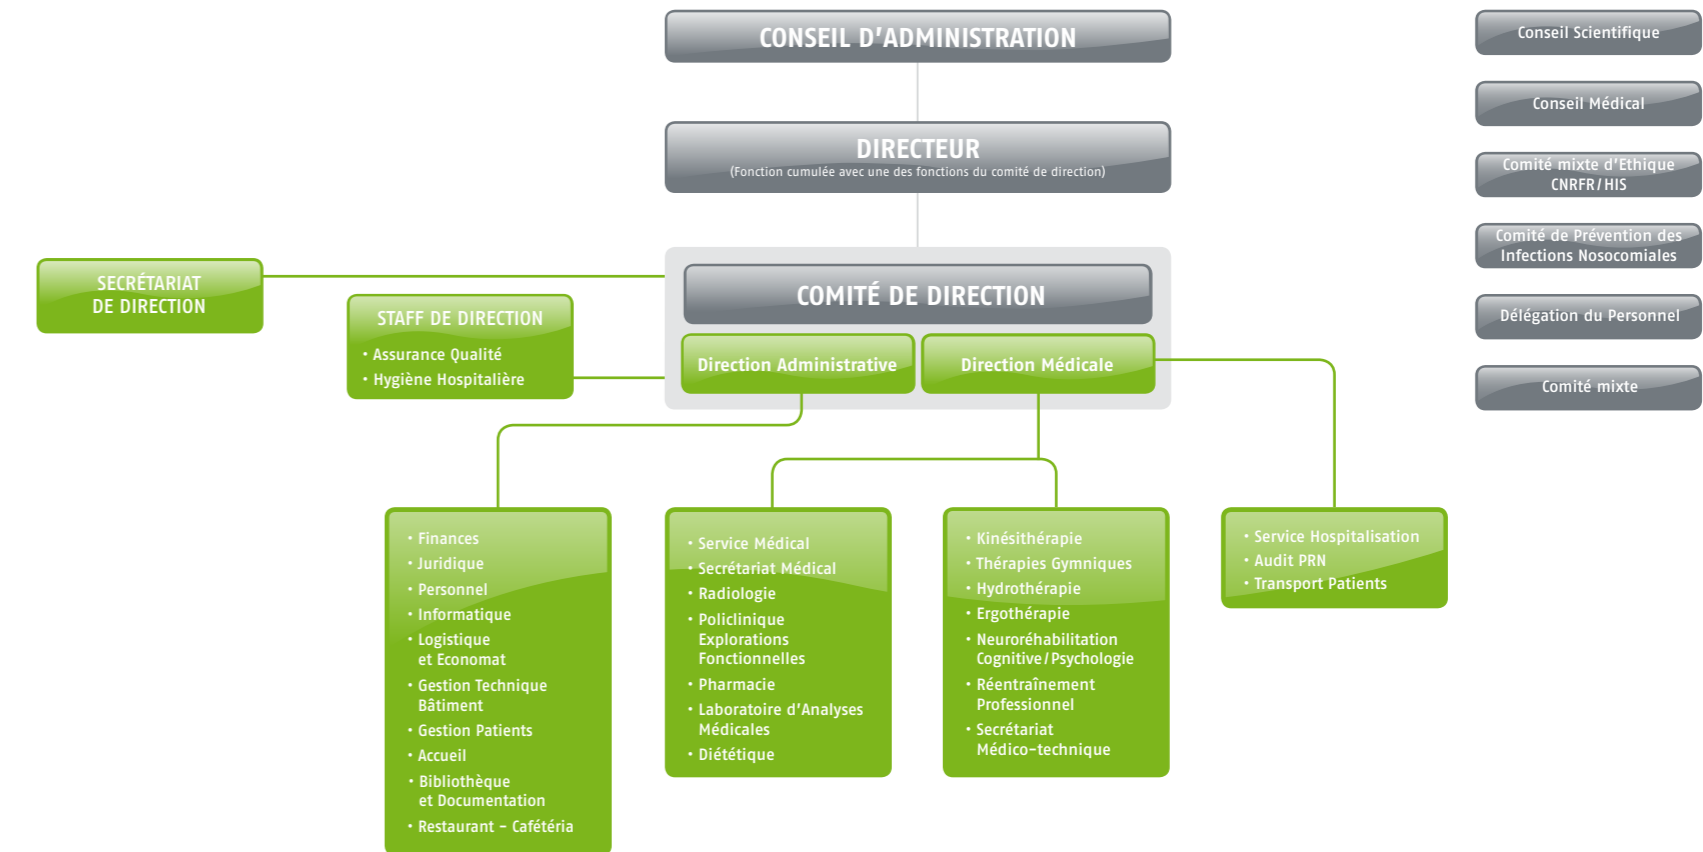 CONSEIL D'ADMINISTRATION
DIRECTEUR
(Fonction cumulée avec une des fonctions du comité de direction)
SECRÉTARIAT
DE DIRECTION
STAFF DE DIRECTION
• Assurance Qualité
• Hygiène Hospitalière
COMITÉ DE DIRECTION
Direction Administrative
Direction Médicale
• Finances
• Juridique
• Personnel
• Informatique
• Logistique
et Economat
• Gestion Technique
Bâtiment
• Gestion Patients
• Accueil
• Bibliothèque
et Documentation
• Restaurant - Cafétéria
• Service Médical
• Secrétariat Médical
• Radiologie
• Policlinique
Explorations
Fonctionnelles
• Pharmacie
• Laboratoire d'Analyses
Médicales
• Diététique
• Kinésithérapie
• Thérapies Gymniques
• Hydrothérapie
• Ergothérapie
• Neuroréhabilitation
Cognitive/Psychologie
• Réentraînement
Professionnel
• Secrétariat
Médico-technique
• Service Hospitalisation
• Audit PRN
• Transport Patients
Conseil Scientifique
Conseil Médical
Comité mixte d'Ethique
CNRFR/HIS
Comité de Prévention des
Infections Nosocomiales
Délégation du Personnel
Comité mixte